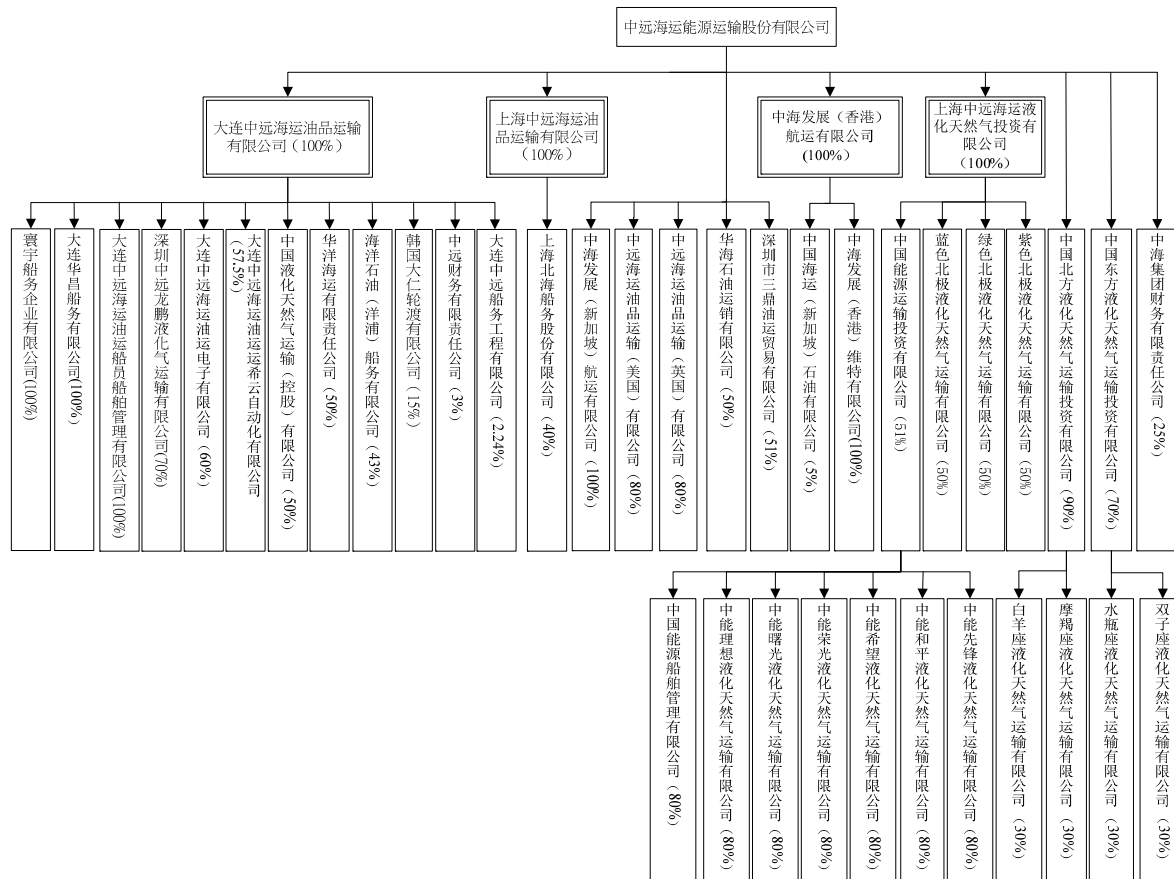 中远海运能源运输股份有限公司
大连中远海运油品运输
有限公司（100%）
上海中远海运油
品运输有限公司
（100%）
中海发展（香港）
航运有限公司
(100%)
上海中远海运液
化天然气投资有
限公司
（100%）
寰宇船务企业有限公司(100%)
大连华昌船务有限公司(100%)
大连中远海运油运船员船舶管理有限公司(100%)
深圳中远龙鹏液化气运输有限公司(70%)
大连中远海运油运电子有限公司（60%）
大连中远海运油运运希云自动化有限公司
(57.5%)
中国液化天然气运输（控股）有限公司（50%）
华洋海运有限责任公司（50%）
海洋石油（洋浦）船务有限公司（43%）
韩国大仁轮渡有限公司（15%）
中远财务有限责任公司（3%）
大连中远船务工程有限公司（2.24%）
上海北海船务股份有限公司（40%）
中海发展（新加坡）航运有限公司（100%）
中远海运油品运输（美国）有限公司（80%）
中远海运油品运输（英国）有限公司（80%）
华海石油运销有限公司（50%）
深圳市三鼎油运贸易有限公司（51%）
中国海运（新加坡）石油有限公司（5%）
中海发展（香港）维特有限公司(100%)
中国能源运输投资有限公司（51%）
蓝色北极液化天然气运输有限公司（50%）
绿色北极液化天然气运输有限公司（50%）
紫色北极液化天然气运输有限公司（50%）
中国北方液化天然气运输投资有限公司（90%）
中国东方液化天然气运输投资有限公司（70%）
中海集团财务有限责任公司（25%）
中国能源船舶管理有限公司（80%）
中能理想液化天然气运输有限公司（80%）
中能曙光液化天然气运输有限公司（80%）
中能荣光液化天然气运输有限公司（80%）
中能希望液化天然气运输有限公司（80%）
中能和平液化天然气运输有限公司（80%）
中能先锋液化天然气运输有限公司（80%）
白羊座液化天然气运输有限公司（30%）
摩羯座液化天然气运输有限公司（30%）
水瓶座液化天然气运输有限公司（30%）
双子座液化天然气运输有限公司（30%）